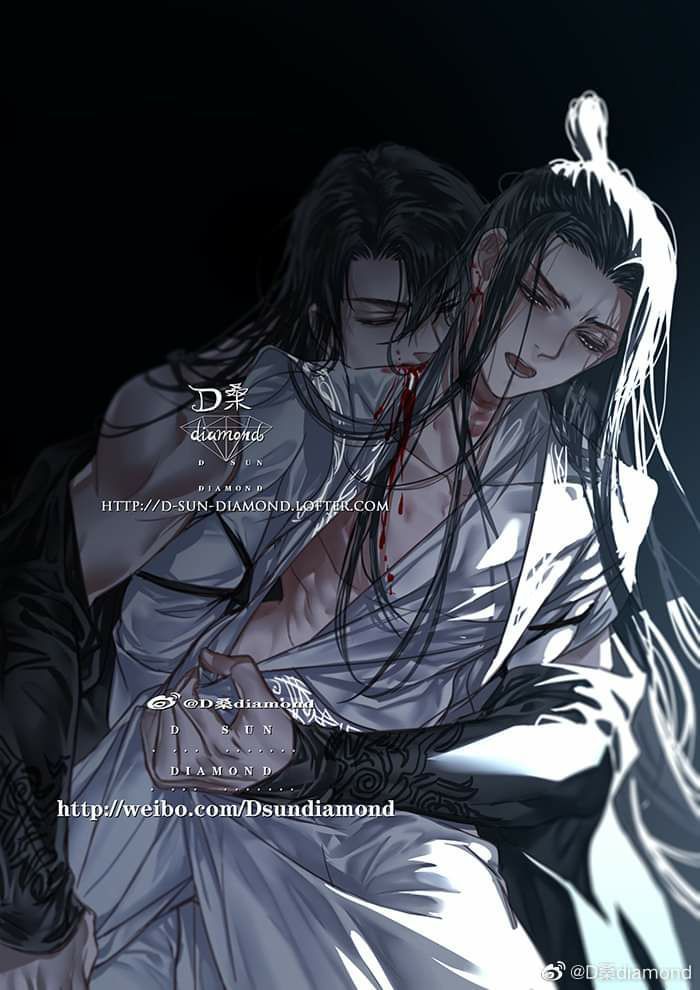 D桑
diamond
D SUN
DIAMOND
HTTP://D-SUN-DIAMOND.LOFTER.COM
@D桑diamond
D SUN
DIAMOND
http://weibo.com/Dsundiamond
@D桑diamond